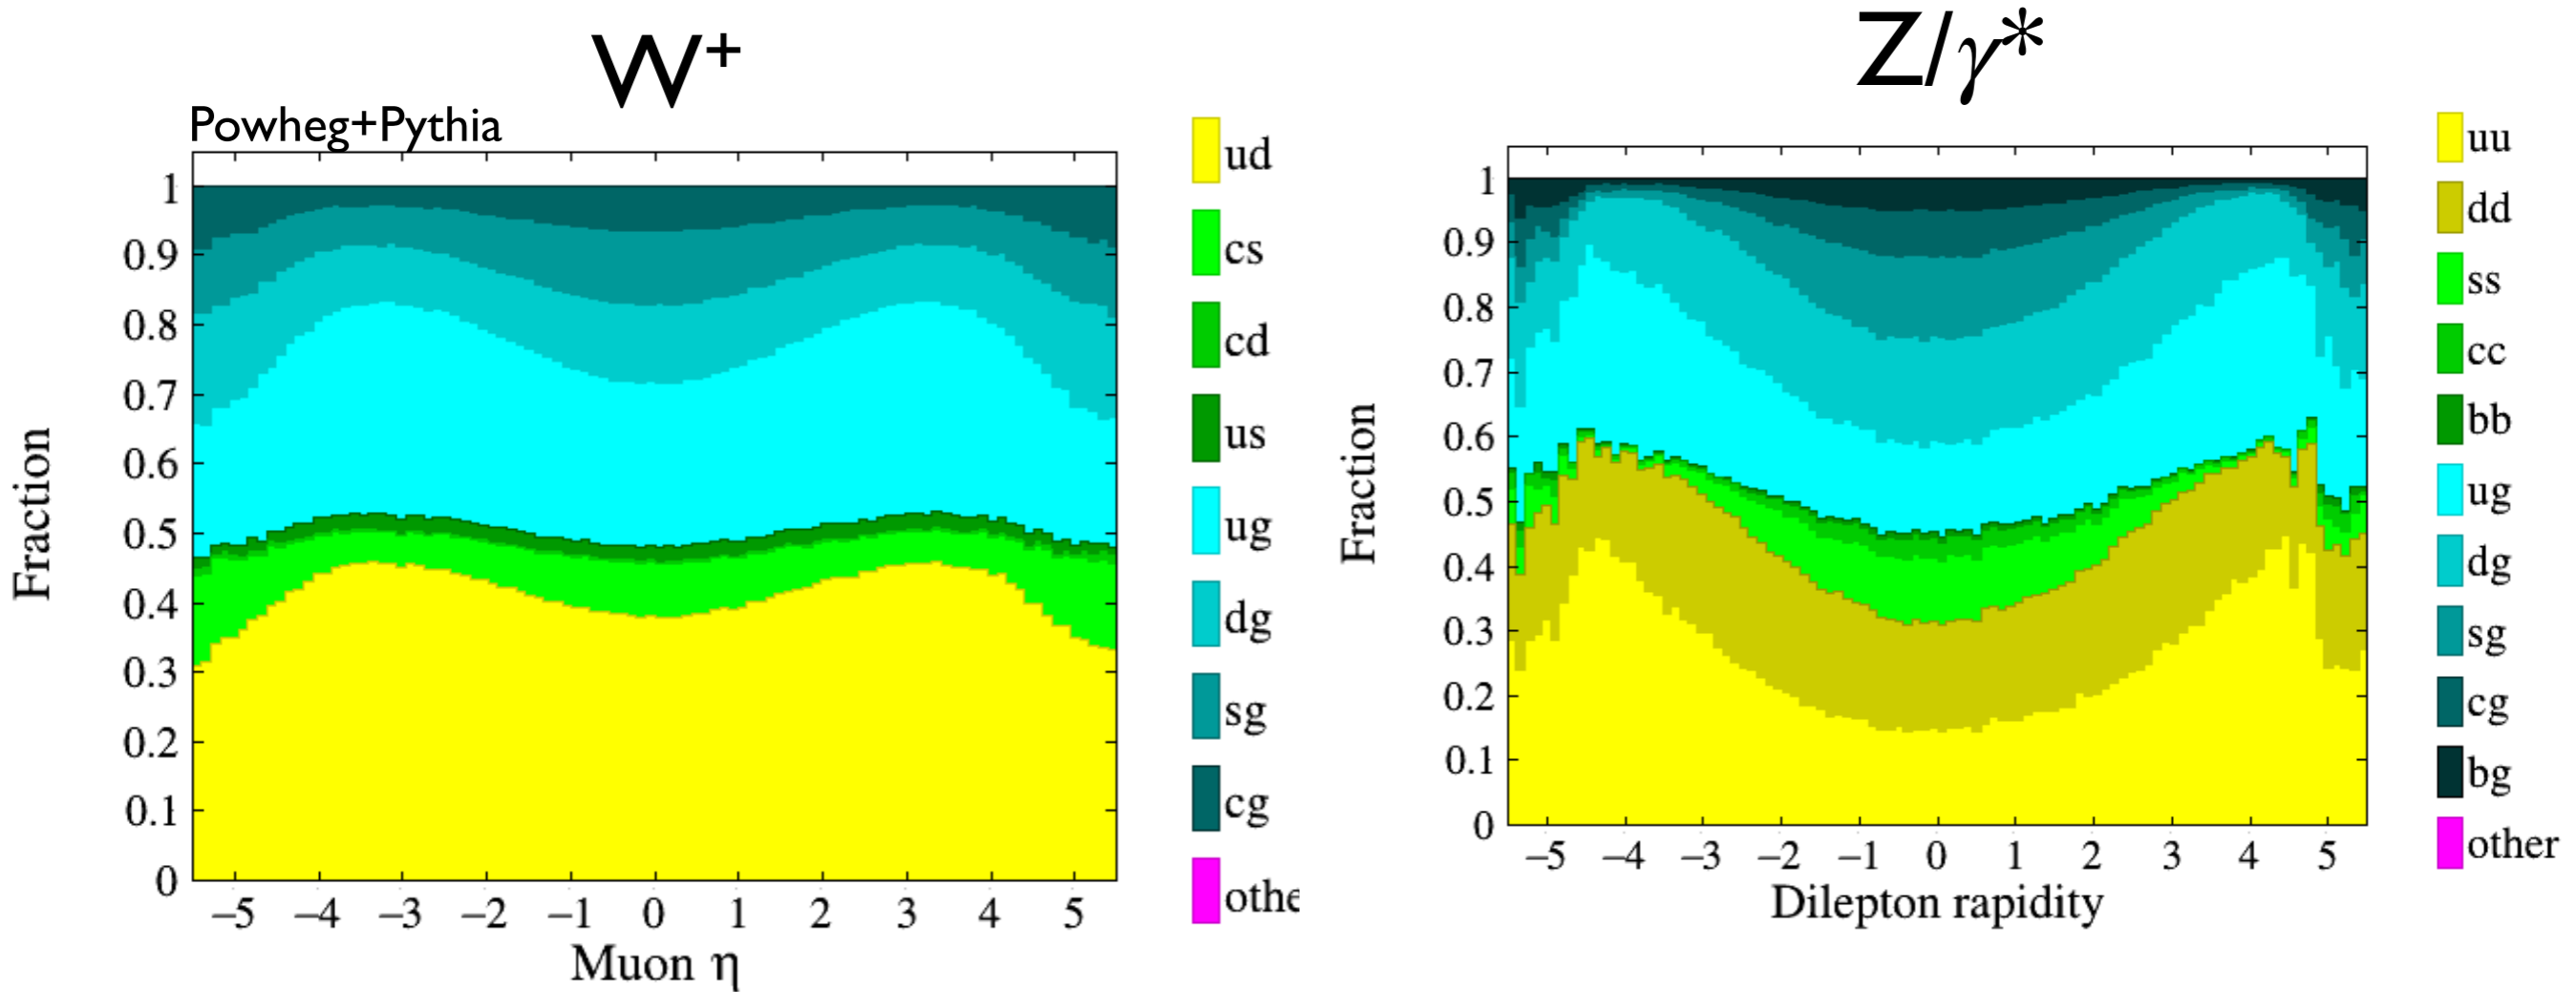 W⁺
Powheg+Pythia
Fraction
1
0.9
0.8
0.7
0.6
0.5
0.4
0.3
0.2
0.1
0
−5 −4 −3 −2 −1 0 1 2 3 4 5
Muon η
ud
cs
cd
us
ug
dg
sg
cg
othe
Z/γ*
Fraction
1
0.9
0.8
0.7
0.6
0.5
0.4
0.3
0.2
0.1
0
−5 −4 −3 −2 −1 0 1 2 3 4 5
Dilepton rapidity
uu
dd
ss
cc
bb
ug
dg
sg
cg
bg
other